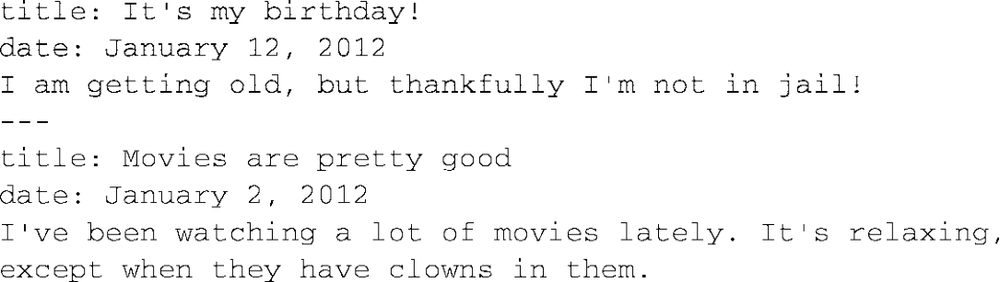 title: It's my birthday!
date: January 12, 2012
I am getting old, but thankfully I'm not in jail!
---
title: Movies are pretty good
date: January 2, 2012
I've been watching a lot of movies lately. It's relaxing,
except when they have clowns in them.